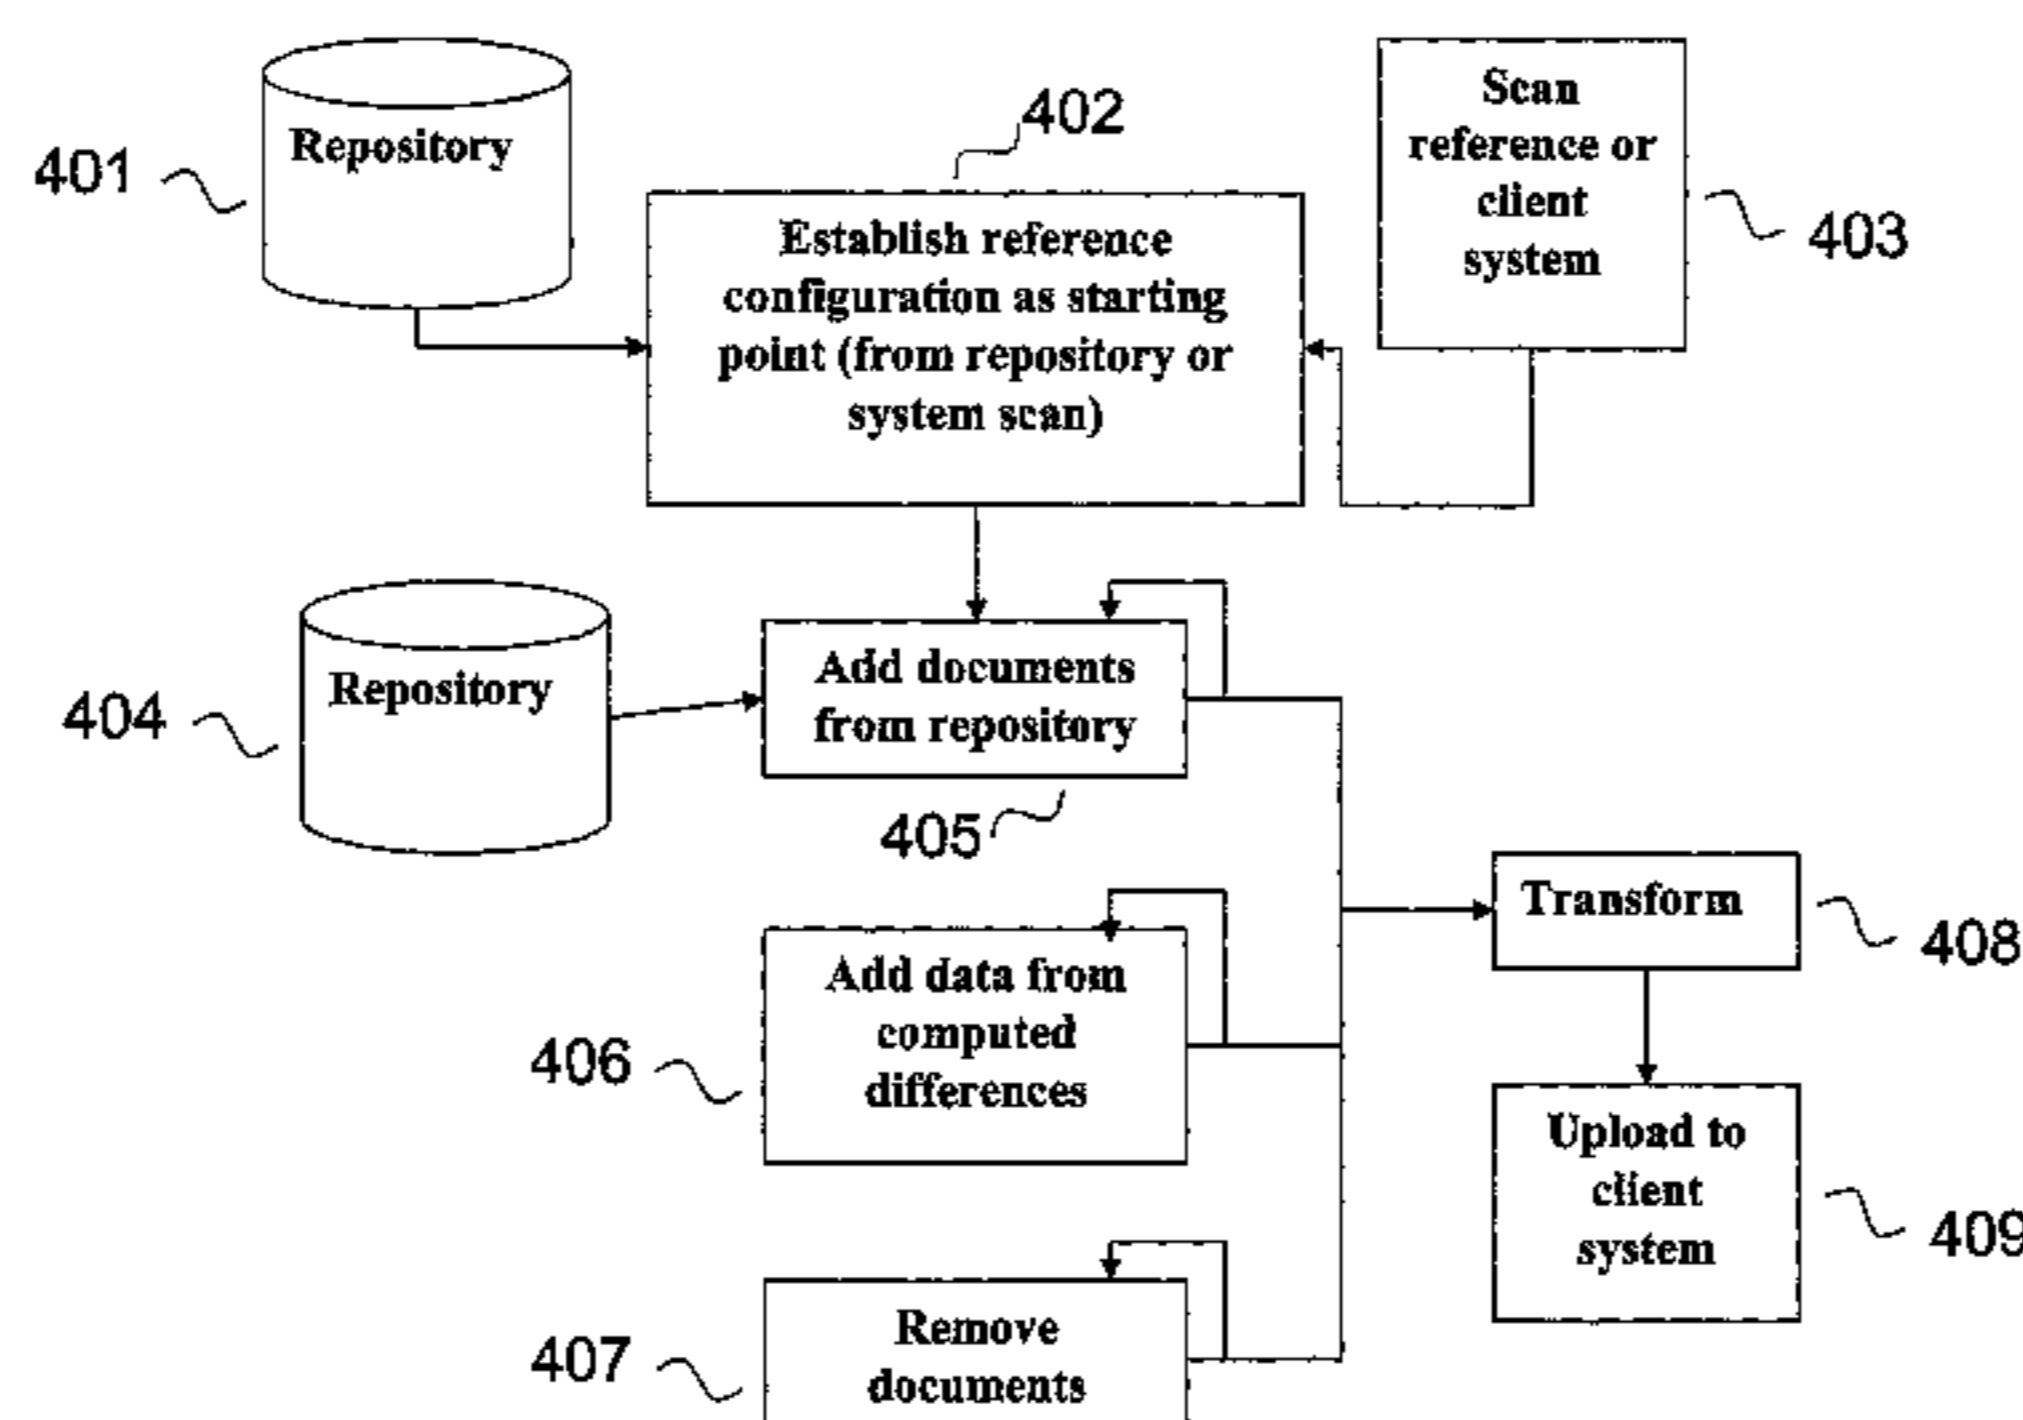 401
Repository
402
Establish reference
configuration as starting
point (from repository or
system scan)
Scan
reference or
client
system
403
404
Repository
Add documents
from repository
405
406
Add data from
computed
differences
407
Remove
documents
Transform
408
Upload to
client
system
409